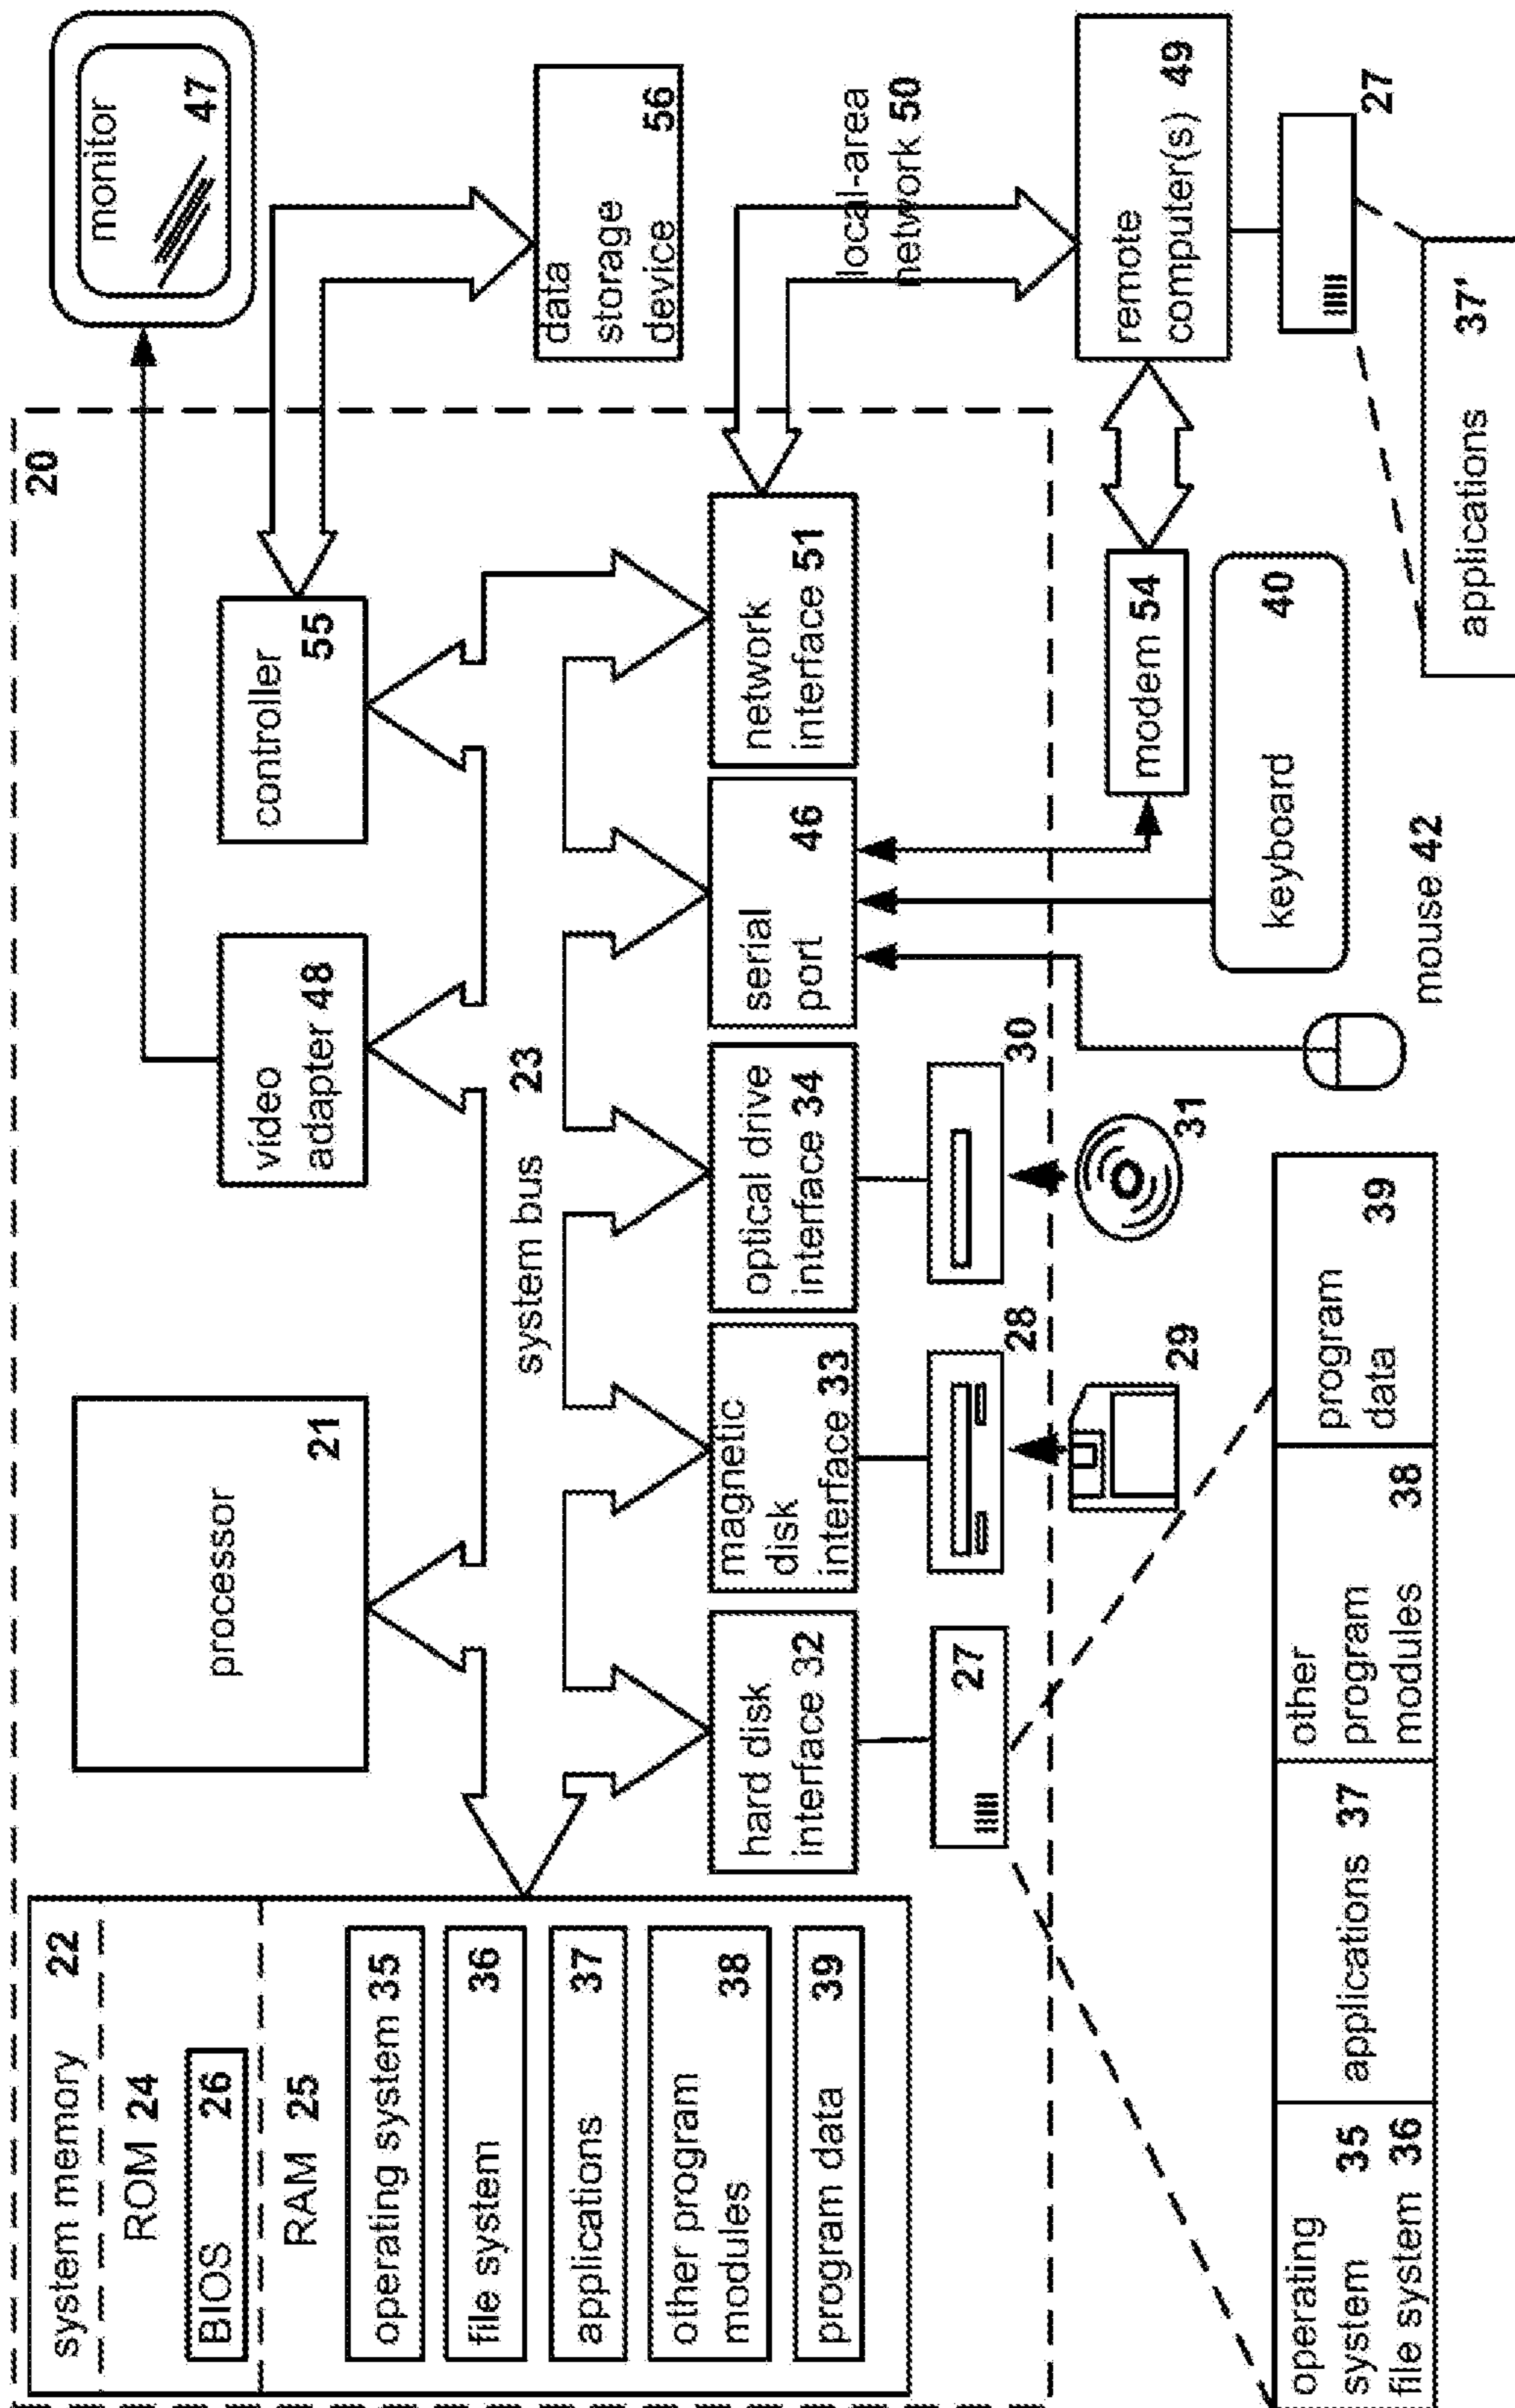 20
system memory 22
ROM 24
BIOS 26
RAM 25
operating system 35
file system 36
applications 37
other program
modules 38
program data 39
processor
21
video
adapter 48
controller
55
monitor
47
system bus 23
data
storage
device 56
hard disk
interface 32
magnetic
disk
interface 33
optical drive
interface 34
serial
port 46
network
interface 51
local-area
network 50
27
28
30
29
31
modem 54
remote
computer(s) 49
keyboard 40
mouse 42
27
operating
system 35
file system 36
applications 37
other
program
modules 38
program
data 39
applications 37'